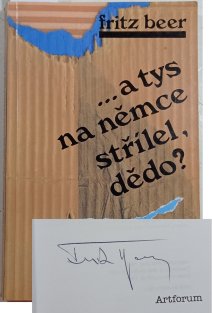 fritz beer
...a tys
na němce
střílel,
dědo?
Artforum